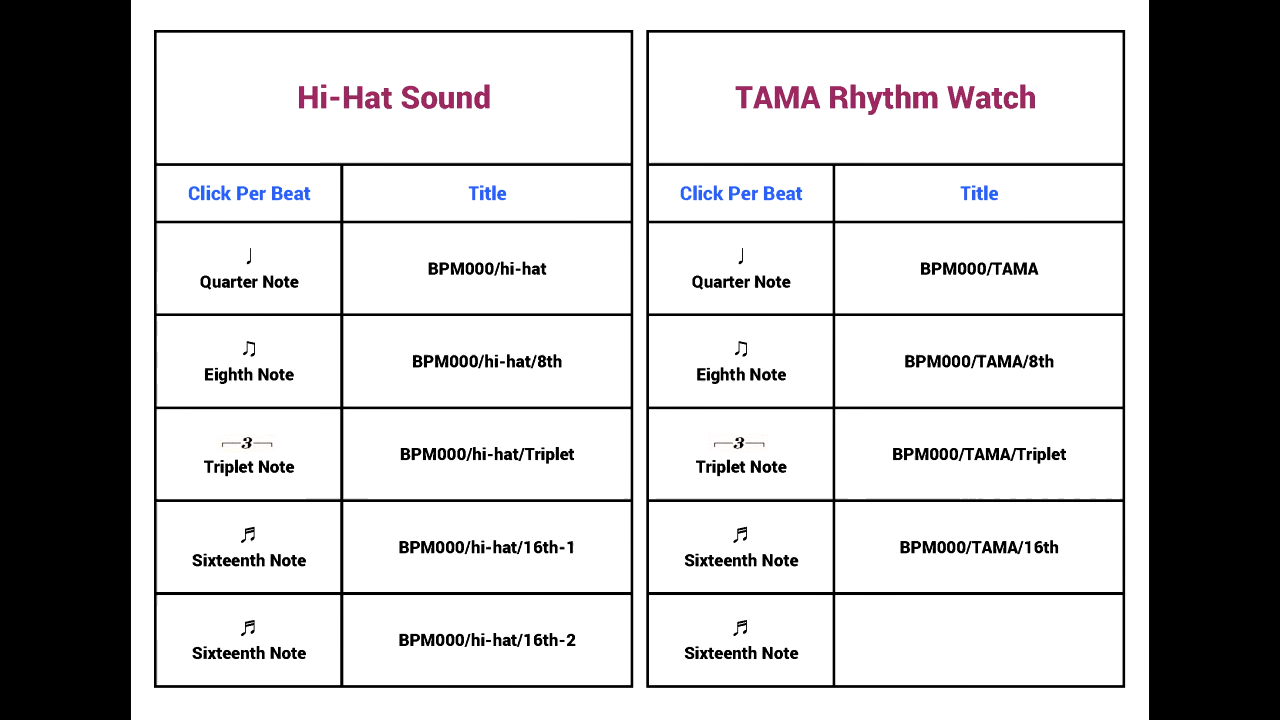 Hi-Hat Sound
Click Per Beat
Title
♩
Quarter Note
BPM000/hi-hat
♫
Eighth Note
BPM000/hi-hat/8th
3
Triplet Note
BPM000/hi-hat/Triplet
♬
Sixteenth Note
BPM000/hi-hat/16th-1
♬
Sixteenth Note
BPM000/hi-hat/16th-2
TAMA Rhythm Watch
Click Per Beat
Title
♩
Quarter Note
BPM000/TAMA
♫
Eighth Note
BPM000/TAMA/8th
3
Triplet Note
BPM000/TAMA/Triplet
♬
Sixteenth Note
BPM000/TAMA/16th
♬
Sixteenth Note